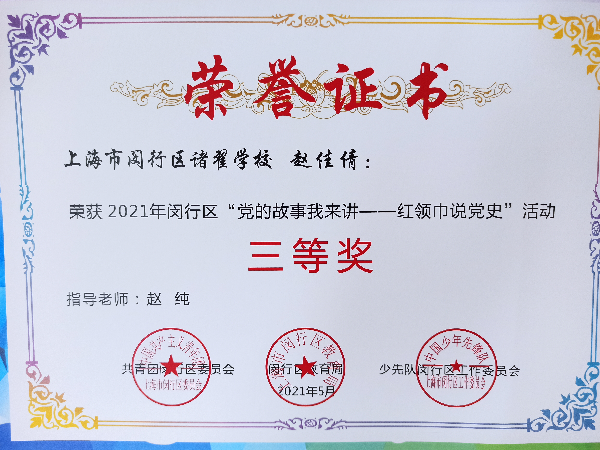 荣誉证书
上海市闵行区诸翟学校 赵佳倩：
荣获2021年闵行区“党的故事我来讲——红领巾说党史”活动
三等奖
指导老师：赵 纯
共青团闵行区委员会 闵行区教育局 少先队闵行区工作委员会
2021年5月